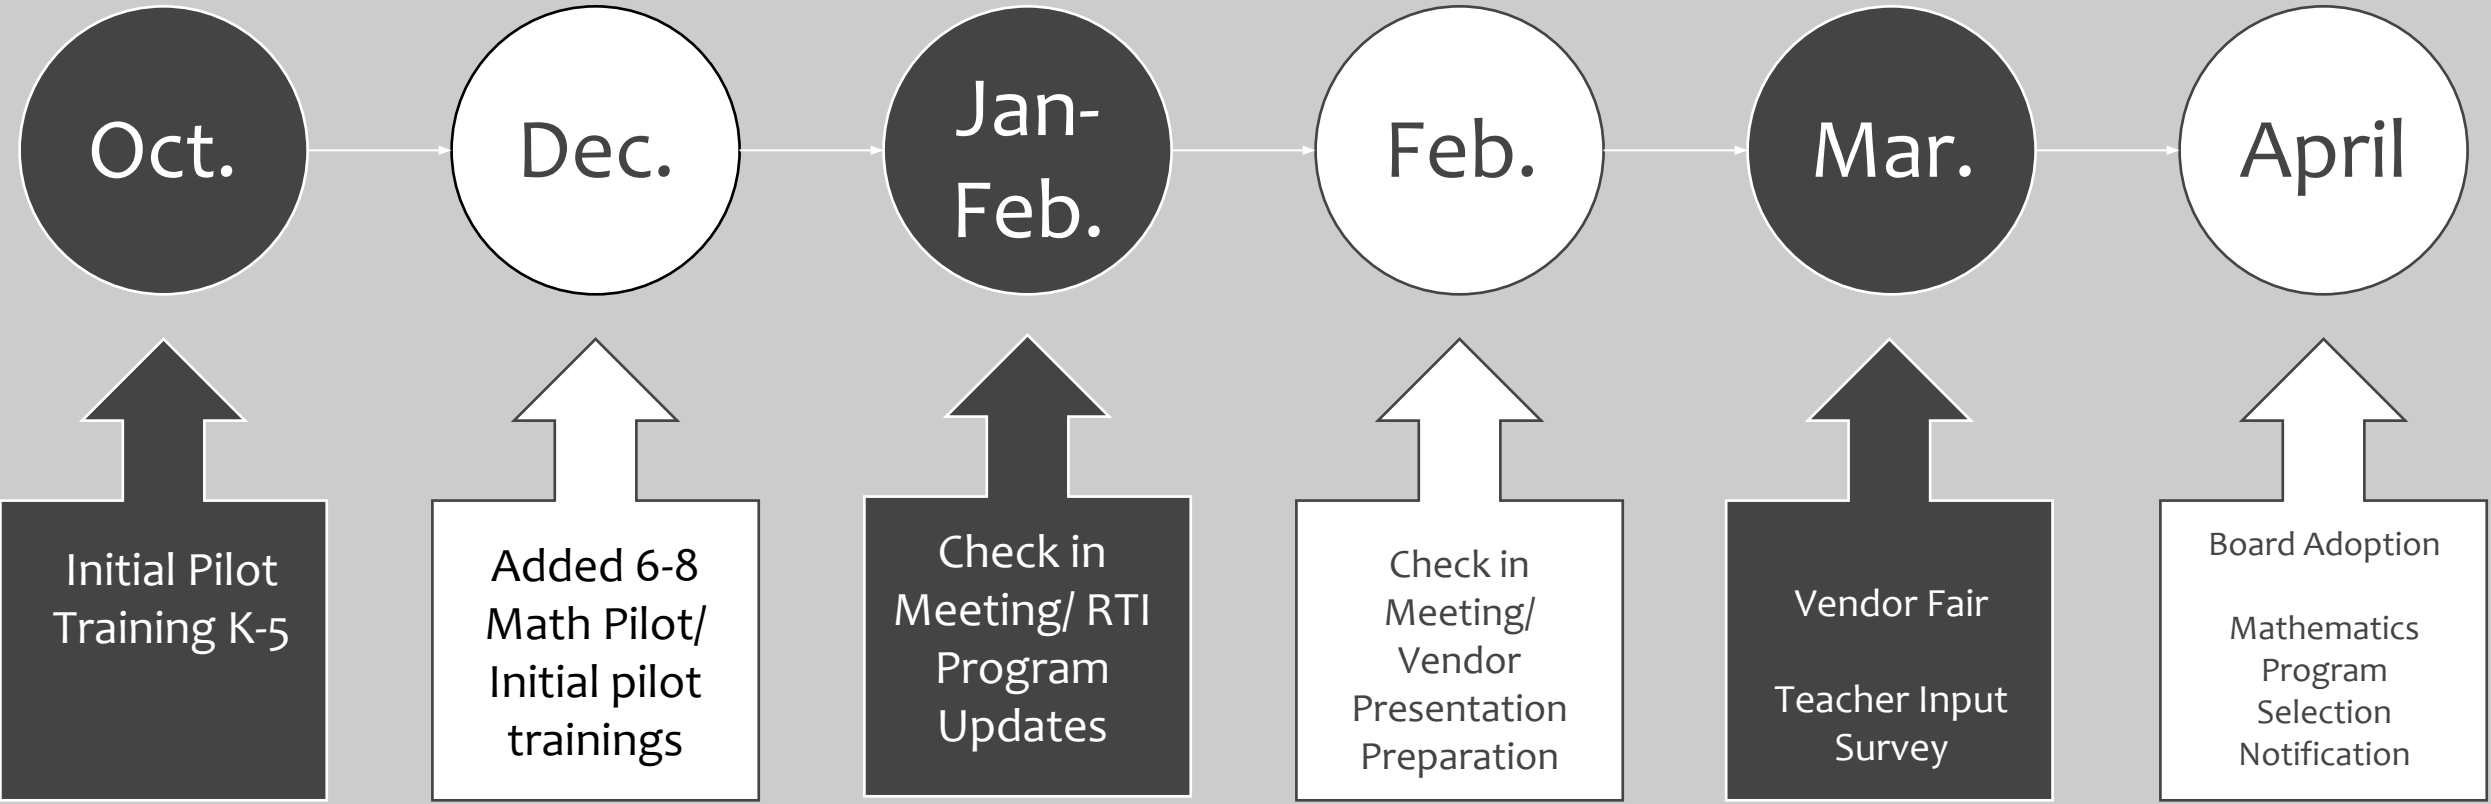 Oct.
Dec.
Jan-
Feb.
Feb.
Mar.
April
Initial Pilot
Training K-5
Added 6-8
Math Pilot/
Initial pilot
trainings
Check in
Meeting/ RTI
Program
Updates
Check in
Meeting/
Vendor
Presentation
Preparation
Vendor Fair
Teacher Input
Survey
Board Adoption
Mathematics
Program
Selection
Notification